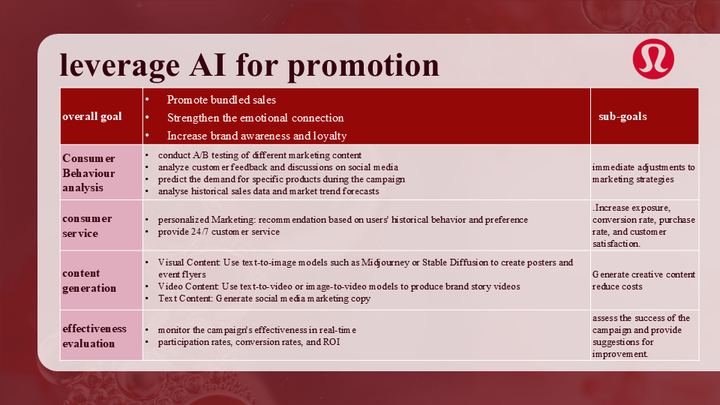 leverage AI for promotion
overall goal
• Promote bundled sales
• Strengthen the emotional connection
• Increase brand awareness and loyalty
sub-goals
Consumer
Behaviour
analysis
• conduct A/B testing of different marketing content
• analyze customer feedback and discussions on social media
• predict the demand for specific products during the campaign
• analyse historical sales data and market trend forecasts
immediate adjustments to
marketing strategies
consumer
service
• personalized Marketing: recommendation based on users' historical behavior and preference
• provide 24/7 customer service
.Increase exposure,
conversion rate, purchase
rate, and customer
satisfaction.
content
generation
• Visual Content: Use text-to-image models such as Midjourney or Stable Diffusion to create posters and
event flyers
• Video Content: Use text-to-video or image-to-video models to produce brand story videos
• Text Content: Generate social media marketing copy
Generate creative content
reduce costs
effectiveness
evaluation
• monitor the campaign's effectiveness in real-time
• participation rates, conversion rates, and ROI
assess the success of the
campaign and provide
suggestions for
improvement.